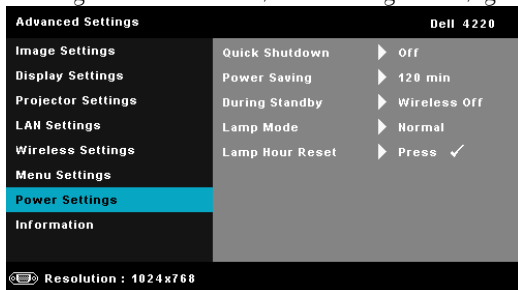 Advanced Settings Dell 4220
Image Settings
Display Settings
Projector Settings
LAN Settings
Wireless Settings
Menu Settings
Power Settings
Information
Quick Shutdown Off
Power Saving 120 min
During Standby Wireless Off
Lamp Mode Normal
Lamp Hour Reset Press ✓
Resolution : 1024x768